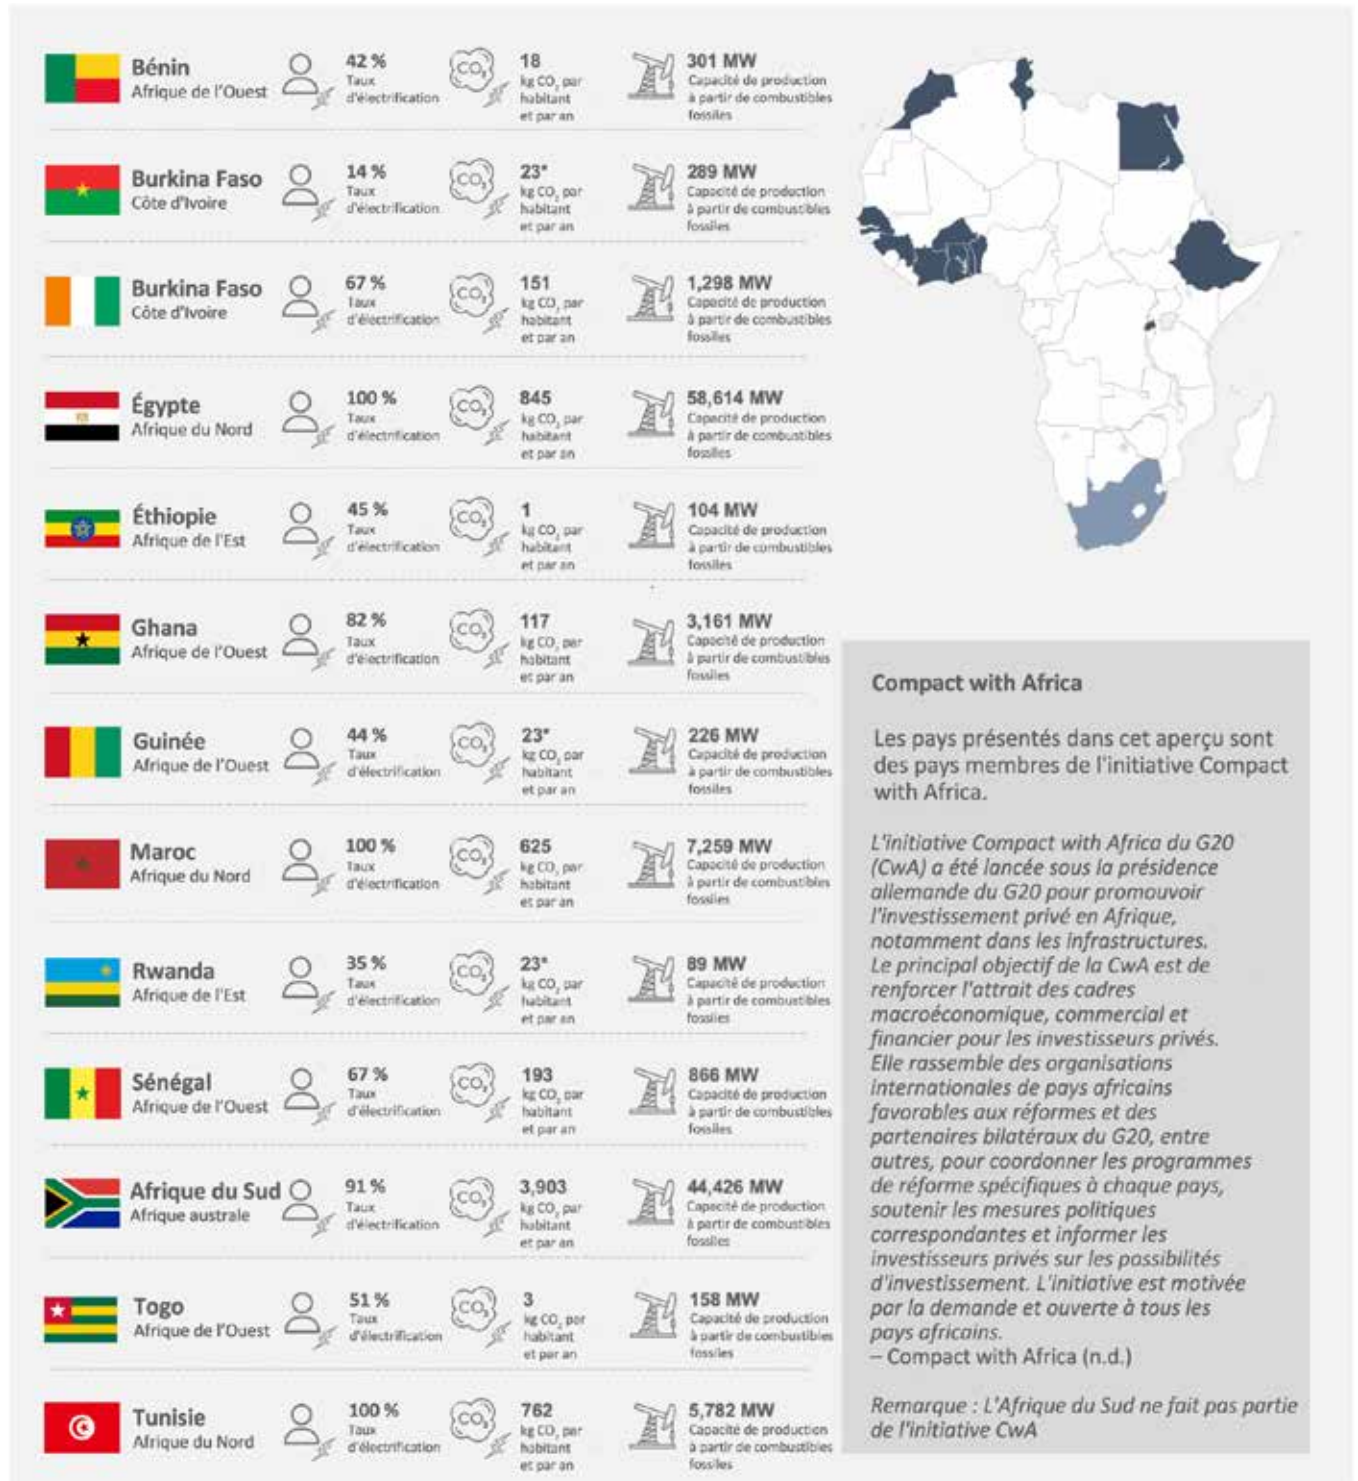 Bénin
Afrique de l'Ouest
42 %
Taux
d'électrification
CO₂
18
kg CO₂ par
habitant
et par an
301 MW
Capacité de production
à partir de combustibles
fossiles
Burkina Faso
Côte d'Ivoire
14 %
Taux
d'électrification
CO₂
23*
kg CO₂ par
habitant
et par an
289 MW
Capacité de production
à partir de combustibles
fossiles
Burkina Faso
Côte d'Ivoire
67 %
Taux
d'électrification
CO₂
151
kg CO₂ par
habitant
et par an
1,298 MW
Capacité de production
à partir de combustibles
fossiles
Égypte
Afrique du Nord
100 %
Taux
d'électrification
CO₂
845
kg CO₂ par
habitant
et par an
58,614 MW
Capacité de production
à partir de combustibles
fossiles
Éthiopie
Afrique de l'Est
45 %
Taux
d'électrification
CO₂
1
kg CO₂ par
habitant
et par an
104 MW
Capacité de production
à partir de combustibles
fossiles
Ghana
Afrique de l'Ouest
82 %
Taux
d'électrification
CO₂
117
kg CO₂ par
habitant
et par an
3,161 MW
Capacité de production
à partir de combustibles
fossiles
Guinée
Afrique de l'Ouest
44 %
Taux
d'électrification
CO₂
23*
kg CO₂ par
habitant
et par an
226 MW
Capacité de production
à partir de combustibles
fossiles
Maroc
Afrique du Nord
100 %
Taux
d'électrification
CO₂
625
kg CO₂ par
habitant
et par an
7,259 MW
Capacité de production
à partir de combustibles
fossiles
Rwanda
Afrique de l'Est
35 %
Taux
d'électrification
CO₂
23*
kg CO₂ par
habitant
et par an
89 MW
Capacité de production
à partir de combustibles
fossiles
Sénégal
Afrique de l'Ouest
67 %
Taux
d'électrification
CO₂
193
kg CO₂ par
habitant
et par an
866 MW
Capacité de production
à partir de combustibles
fossiles
Afrique du Sud
Afrique australe
91 %
Taux
d'électrification
CO₂
3,903
kg CO₂ par
habitant
et par an
44,426 MW
Capacité de production
à partir de combustibles
fossiles
Togo
Afrique de l'Ouest
51 %
Taux
d'électrification
CO₂
3
kg CO₂ por
habitant
et par an
158 MW
Capacité de production
à partir de combustibles
fossiles
Tunisie
Afrique du Nord
100 %
Taux
d'électrification
CO₂
762
kg CO₂ par
habitant
et par an
5,782 MW
Capacité de production
à partir de combustibles
fossiles
Compact with Africa
Les pays présentés dans cet aperçu sont
des pays membres de l'initiative Compact
with Africa.
L'initiative Compact with Africa du G20
(CwA) a été lancée sous la présidence
allemande du G20 pour promouvoir
l'investissement privé en Afrique,
notamment dans les infrastructures.
Le principal objectif de la CwA est de
renforcer l'attrait des cadres
macroéconomique, commercial et
financier pour les investisseurs privés.
Elle rassemble des organisations
internationales de pays africains
favorables aux réformes et des
partenaires bilatéraux du G20, entre
autres, pour coordonner les programmes
de réforme spécifiques à chaque pays,
soutenir les mesures politiques
correspondantes et informer les
investisseurs privés sur les possibilités
d'investissement. L'initiative est motivée
par la demande et ouverte à tous les
pays africains.
– Compact with Africa (n.d.)
Remarque : L'Afrique du Sud ne fait pas partie
de l'initiative CwA